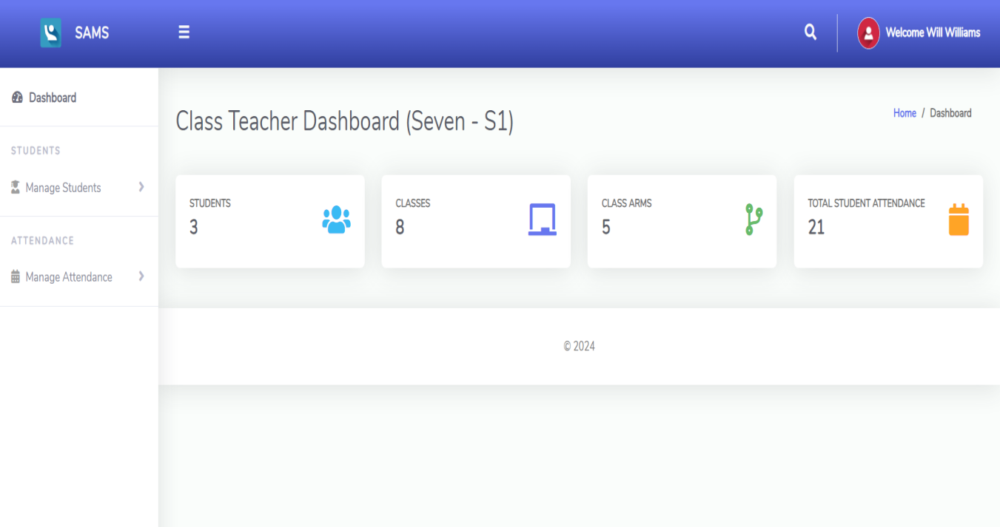 SAMS
Welcome Will Williams
Dashboard
STUDENTS
Manage Students
ATTENDANCE
Manage Attendance
Class Teacher Dashboard (Seven - S1)
Home / Dashboard
STUDENTS
3
CLASSES
8
CLASS ARMS
5
TOTAL STUDENT ATTENDANCE
21
© 2024